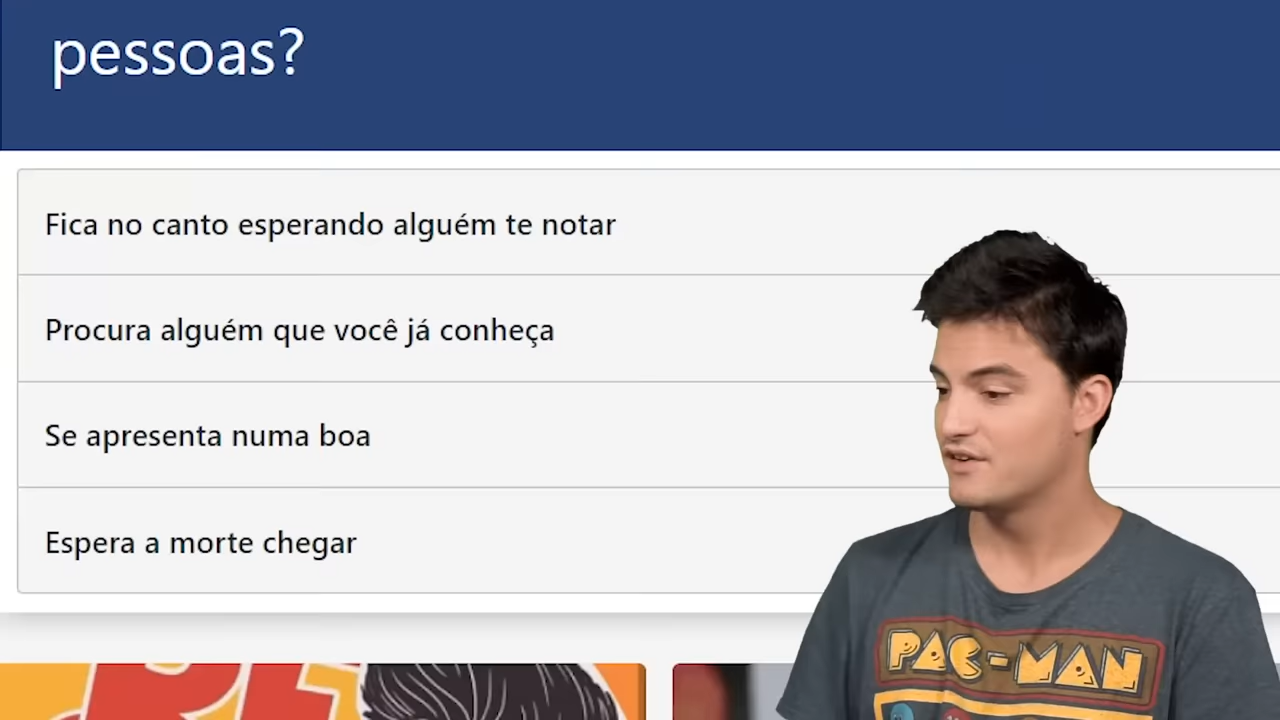 pessoas?
Fica no canto esperando alguém te notar
Procura alguém que você já conheça
Se apresenta numa boa
Espera a morte chegar
PAC-MAN